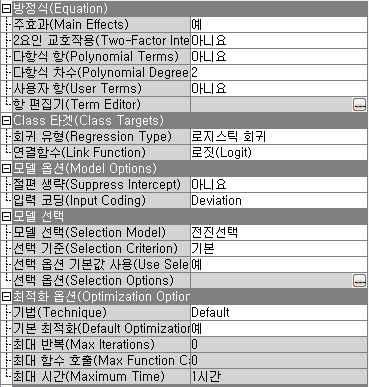 방정식(Equation)
주효과(Main Effects) 예
2요인 교호작용(Two-Factor Inte 아니요
다항식 항(Polynomial Terms) 아니요
다항식 차수(Polynomial Degree 2
사용자 항(User Terms) 아니요
항 편집기(Term Editor) ...
Class 타겟(Class Targets)
회귀 유형(Regression Type) 로지스틱 회귀
연결함수(Link Function) 로짓(Logit)
모델 옵션(Model Options)
절편 생략(Suppress Intercept) 아니요
입력 코딩(Input Coding) Deviation
모델 선택
모델 선택(Selection Model) 전진선택
선택 기준(Selection Criterion) 기본
선택 옵션 기본값 사용(Use Sele 예
선택 옵션(Selection Options) ...
최적화 옵션(Optimization Option
기법(Technique) Default
기본 최적화(Default Optimization 예
최대 반복(Max Iterations) 0
최대 함수 호출(Max Function Ca 0
최대 시간(Maximum Time) 1시간